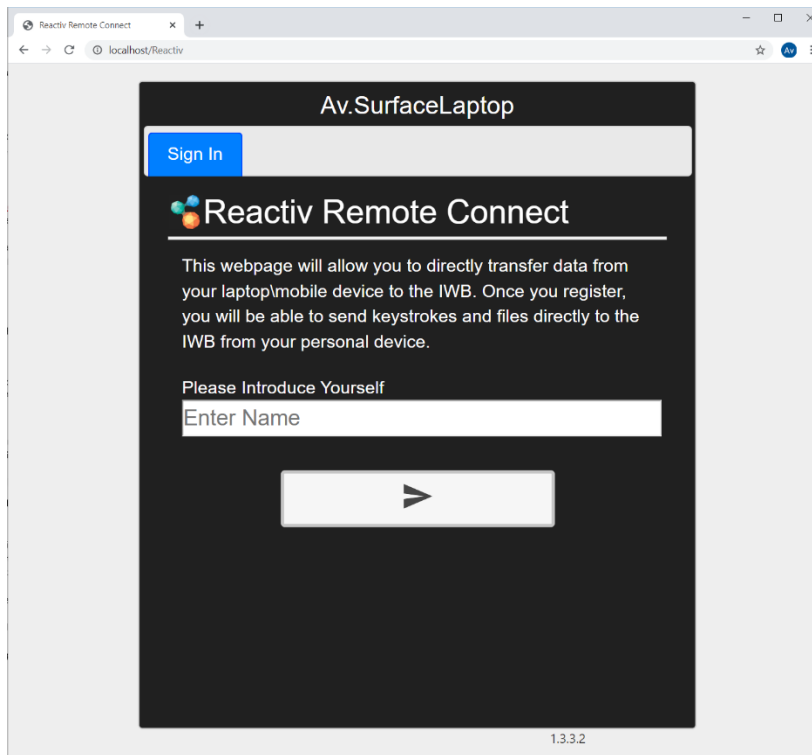 Reactiv Remote Connect
localhost/Reactiv
Av
Av.SurfaceLaptop
Sign In
Reactiv Remote Connect
This webpage will allow you to directly transfer data from
your laptop\mobile device to the IWB. Once you register,
you will be able to send keystrokes and files directly to the
IWB from your personal device.
Please Introduce Yourself
Enter Name
1.3.3.2